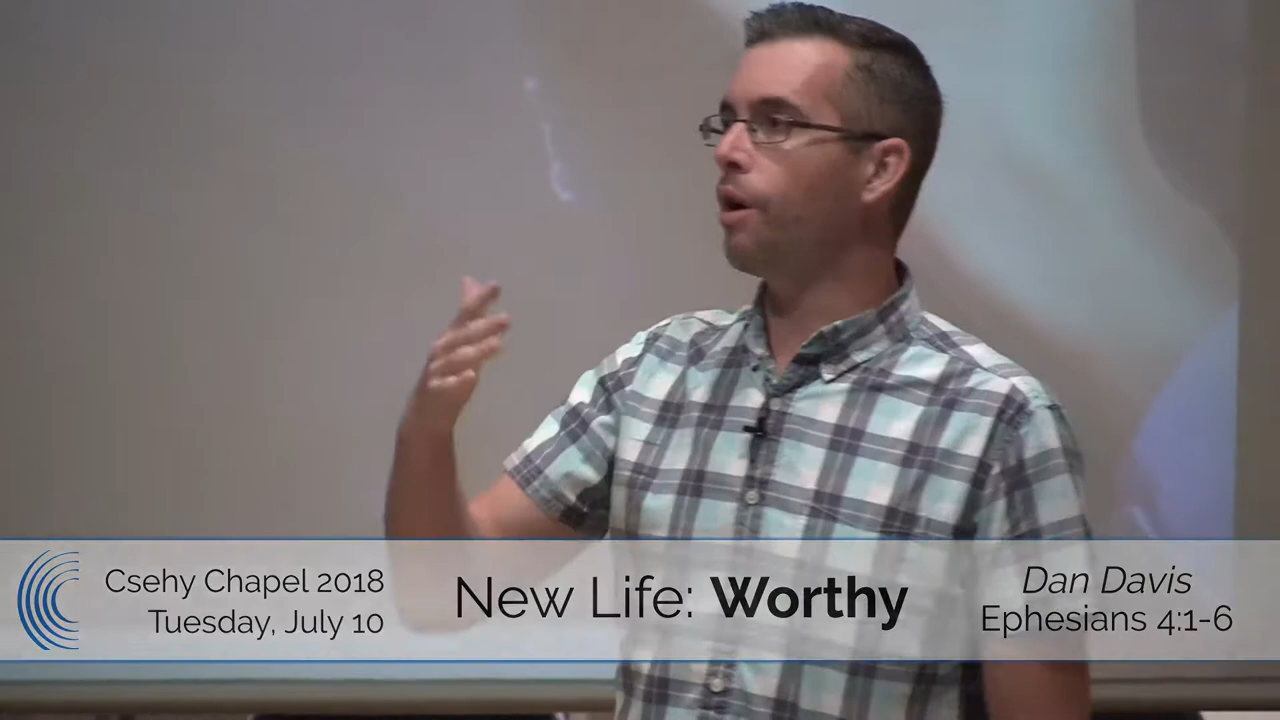 Csehy Chapel 2018
Tuesday, July 10
New Life: Worthy
Dan Davis
Ephesians 4:1-6